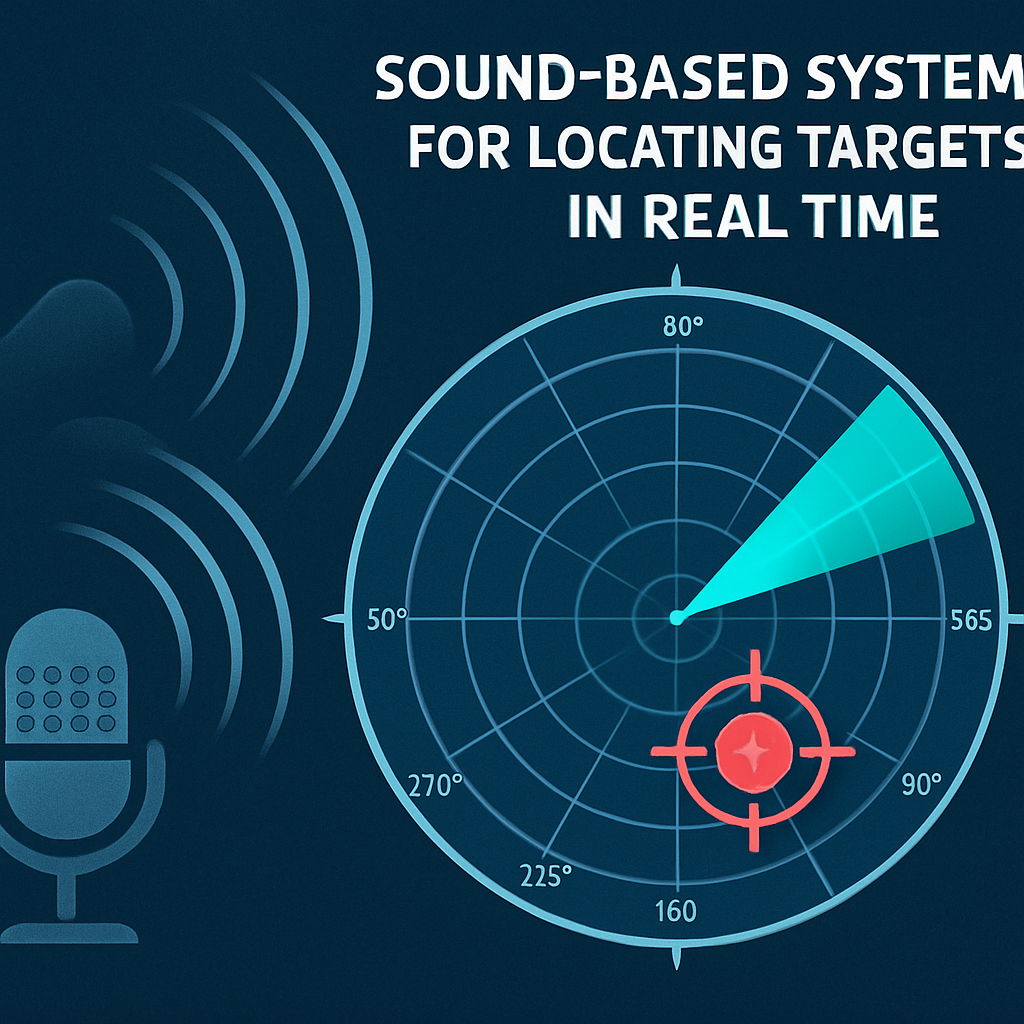 SOUND-BASED SYSTEM
FOR LOCATING TARGETS
IN REAL TIME
80°
50°
565
270°
90°
225°
160